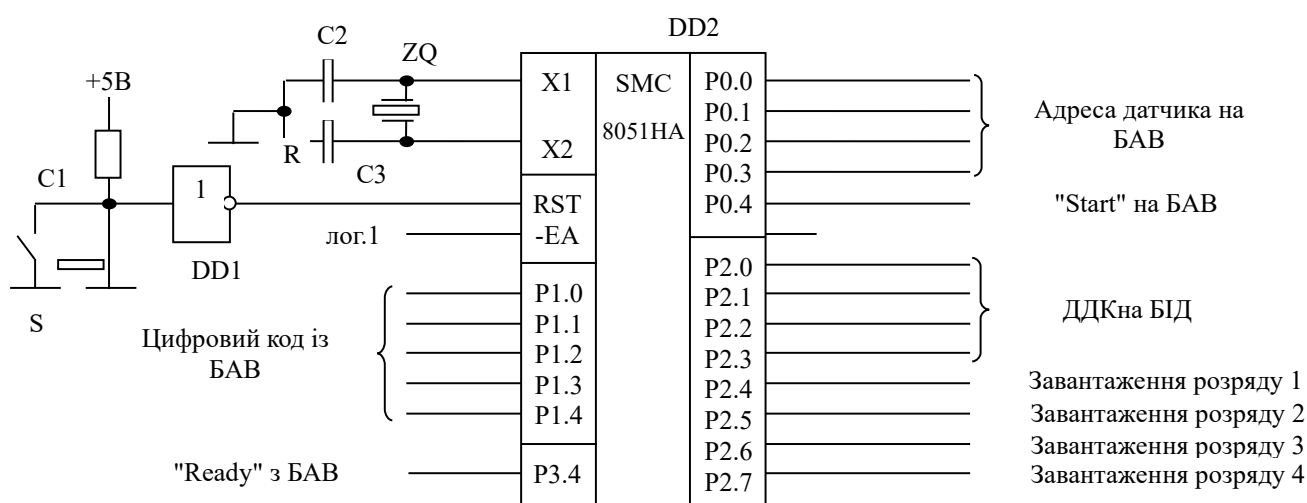 DD2
C2
ZQ
+5В
X1
SMC
P0.0
8051HA
P0.1
Адреса датчика на
БАВ
R
X2
P0.2
C3
P0.3
C1
1
RST
P0.4
"Start" на БАВ
лог.1
-EA
DD1
P2.0
S
P1.0
P2.1
ДДКна БІД
Цифровий код із
БАВ
P1.1
P2.2
P1.2
P2.3
P1.3
P2.4
Завантаження розряду 1
P1.4
P2.5
Завантаження розряду 2
P2.6
Завантаження розряду 3
"Ready" з БАВ
P3.4
P2.7
Завантаження розряду 4